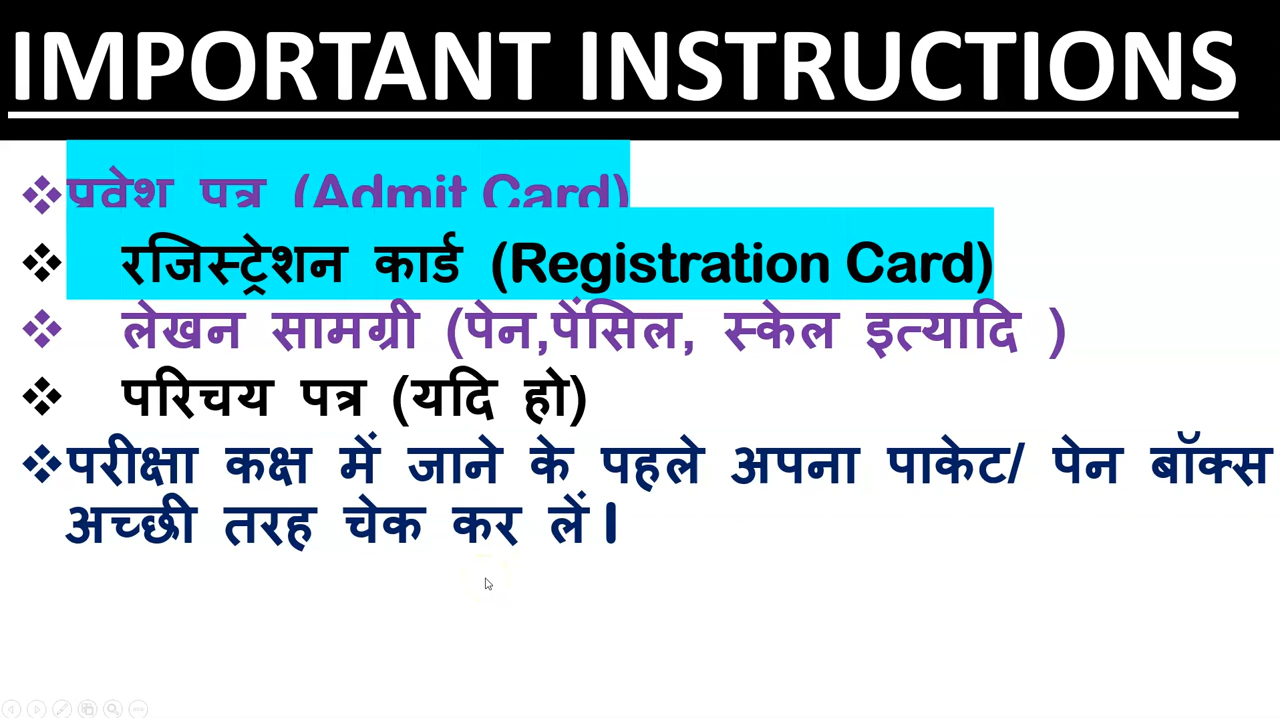 IMPORTANT INSTRUCTIONS
❖प्रवेश पत्र (Admit Card)
❖ रजिस्ट्रेशन कार्ड (Registration Card)
❖ लेखन सामग्री (पेन,पेंसिल, स्केल इत्यादि )
❖ परिचय पत्र (यदि हो)
❖परीक्षा कक्ष में जाने के पहले अपना पाकेट/ पेन बॉक्स
अच्छी तरह चेक कर लें।